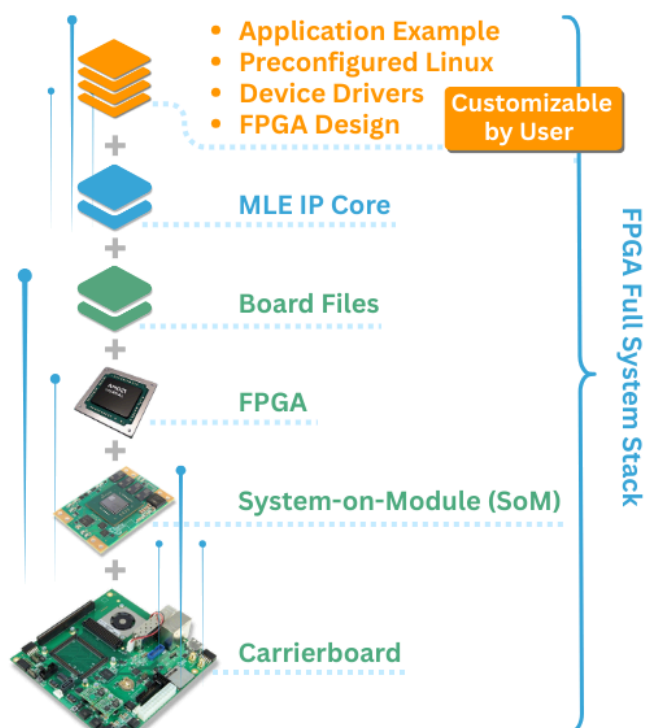 • Application Example
• Preconfigured Linux
• Device Drivers
• FPGA Design
Customizable
by User
MLE IP Core
Board Files
AMD
FPGA
System-on-Module (SoM)
Carrierboard
FPGA Full System Stack